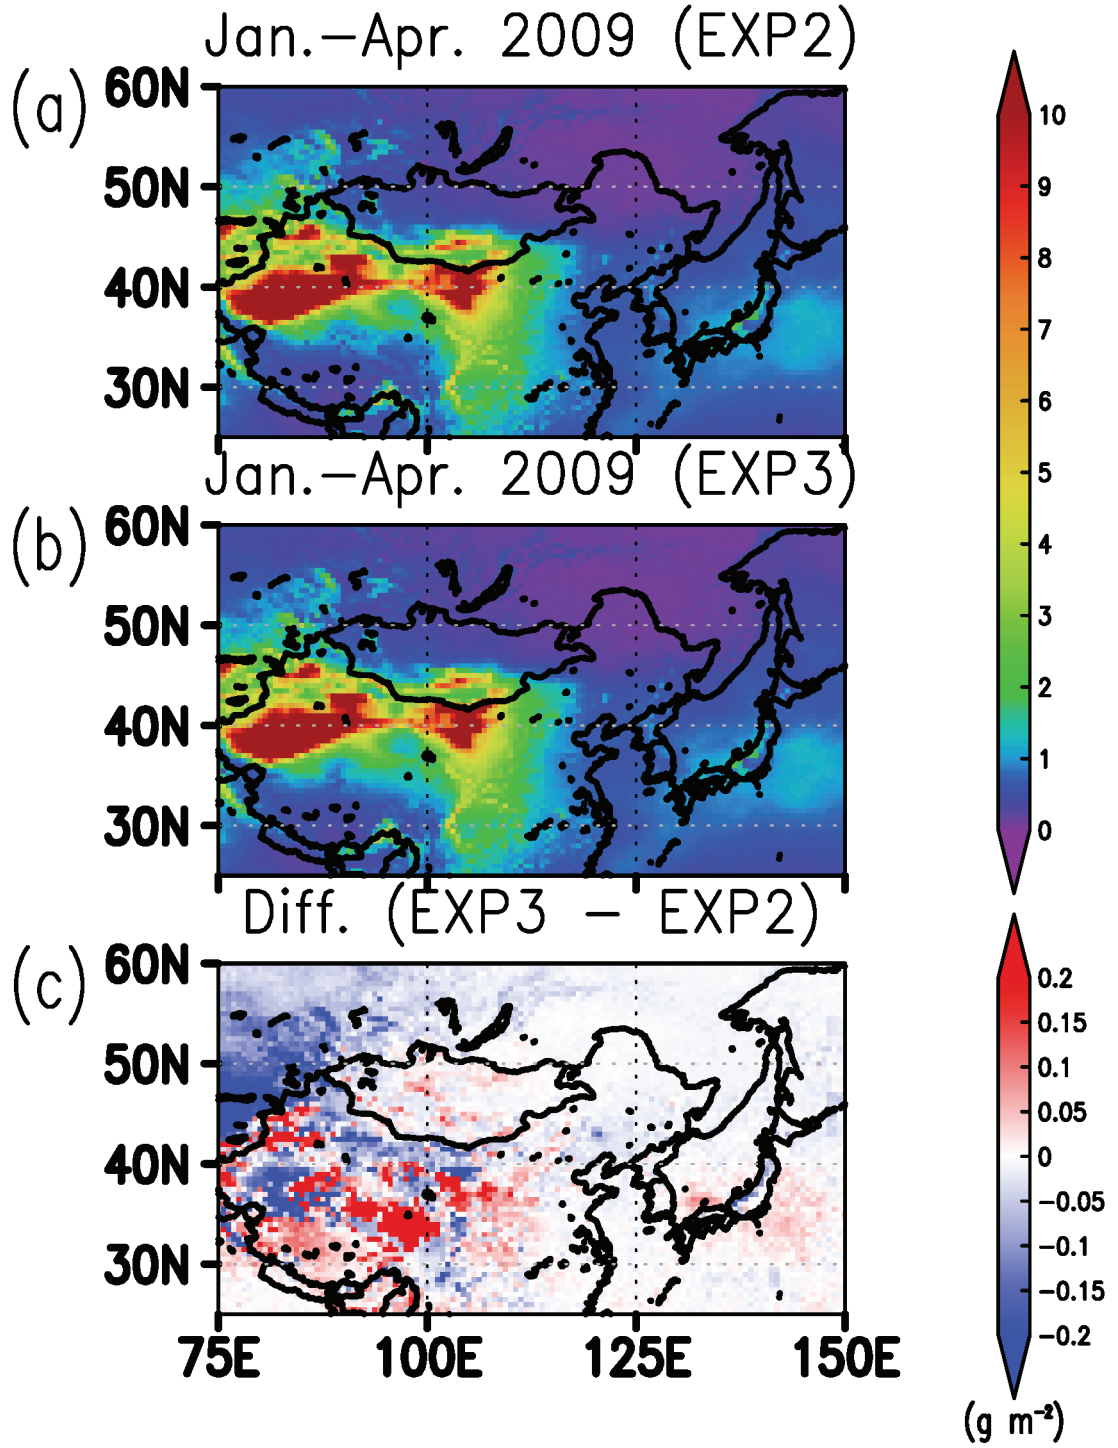 Jan.-Apr. 2009 (EXP2)
(a)
60N
50N
40N
30N
10
9
8
7
6
5
4
3
2
1
0
Jan.-Apr. 2009 (EXP3)
(b)
60N
50N
40N
30N
Diff. (EXP3 - EXP2)
(c)
60N
50N
40N
30N
75E 100E 125E 150E
0.2
0.15
0.1
0.05
0
-0.05
-0.1
-0.15
-0.2
(g m⁻²)